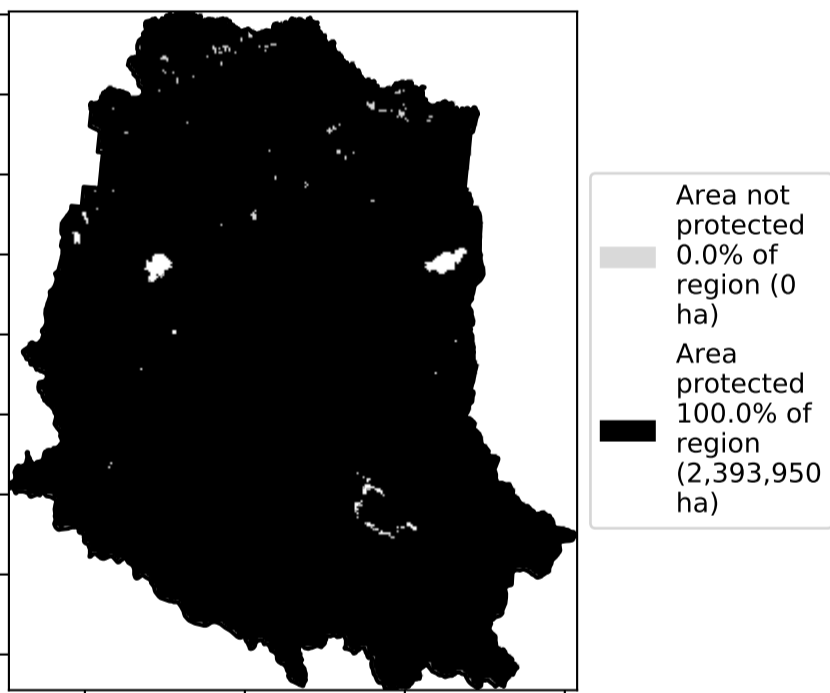 Area not
protected
0.0% of
region (0
ha)
Area
protected
100.0% of
region
(2,393,950
ha)